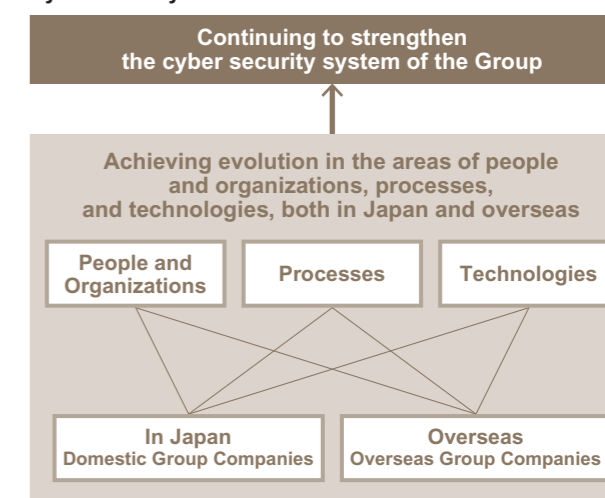 Continuing to strengthen
the cyber security system of the Group
Achieving evolution in the areas of people
and organizations, processes,
and technologies, both in Japan and overseas
People and
Organizations
Processes
Technologies
In Japan
Domestic Group Companies
Overseas
Overseas Group Companies